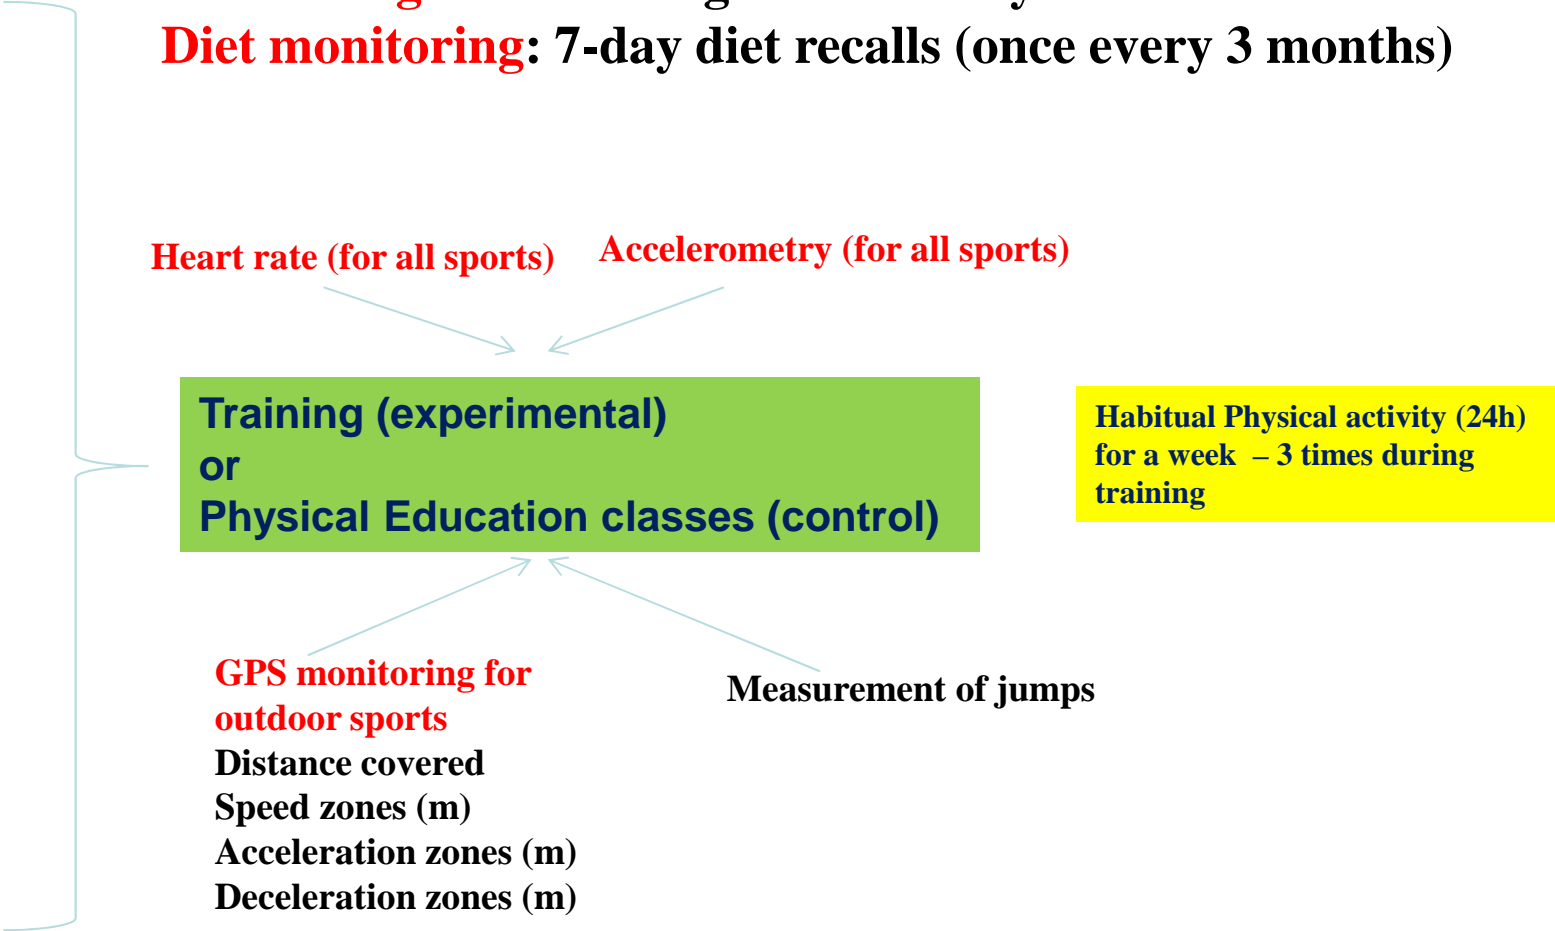 Diet monitoring: 7-day diet recalls (once every 3 months)
Heart rate (for all sports)
Accelerometry (for all sports)
Training (experimental)
or
Physical Education classes (control)
Habitual Physical activity (24h)
for a week – 3 times during
training
GPS monitoring for
outdoor sports
Distance covered
Speed zones (m)
Acceleration zones (m)
Deceleration zones (m)
Measurement of jumps